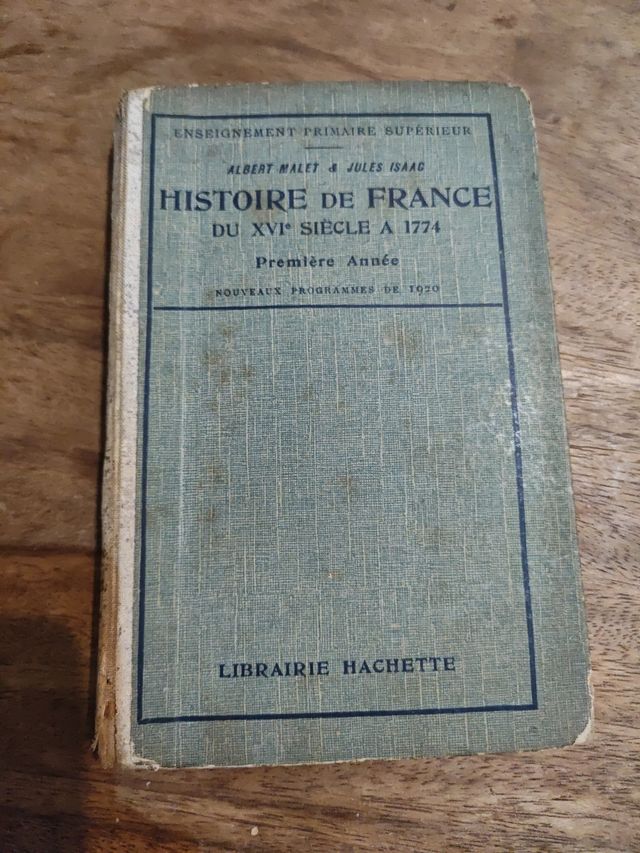 ENSEIGNEMENT PRIMAIRE SUPÉRIEUR
ALBERT MALET & JULES ISAAC
HISTOIRE DE FRANCE
DU XVIe SIÈCLE A 1774
Première Année
NOUVEAUX PROGRAMMES DE 1920
LIBRAIRIE HACHETTE